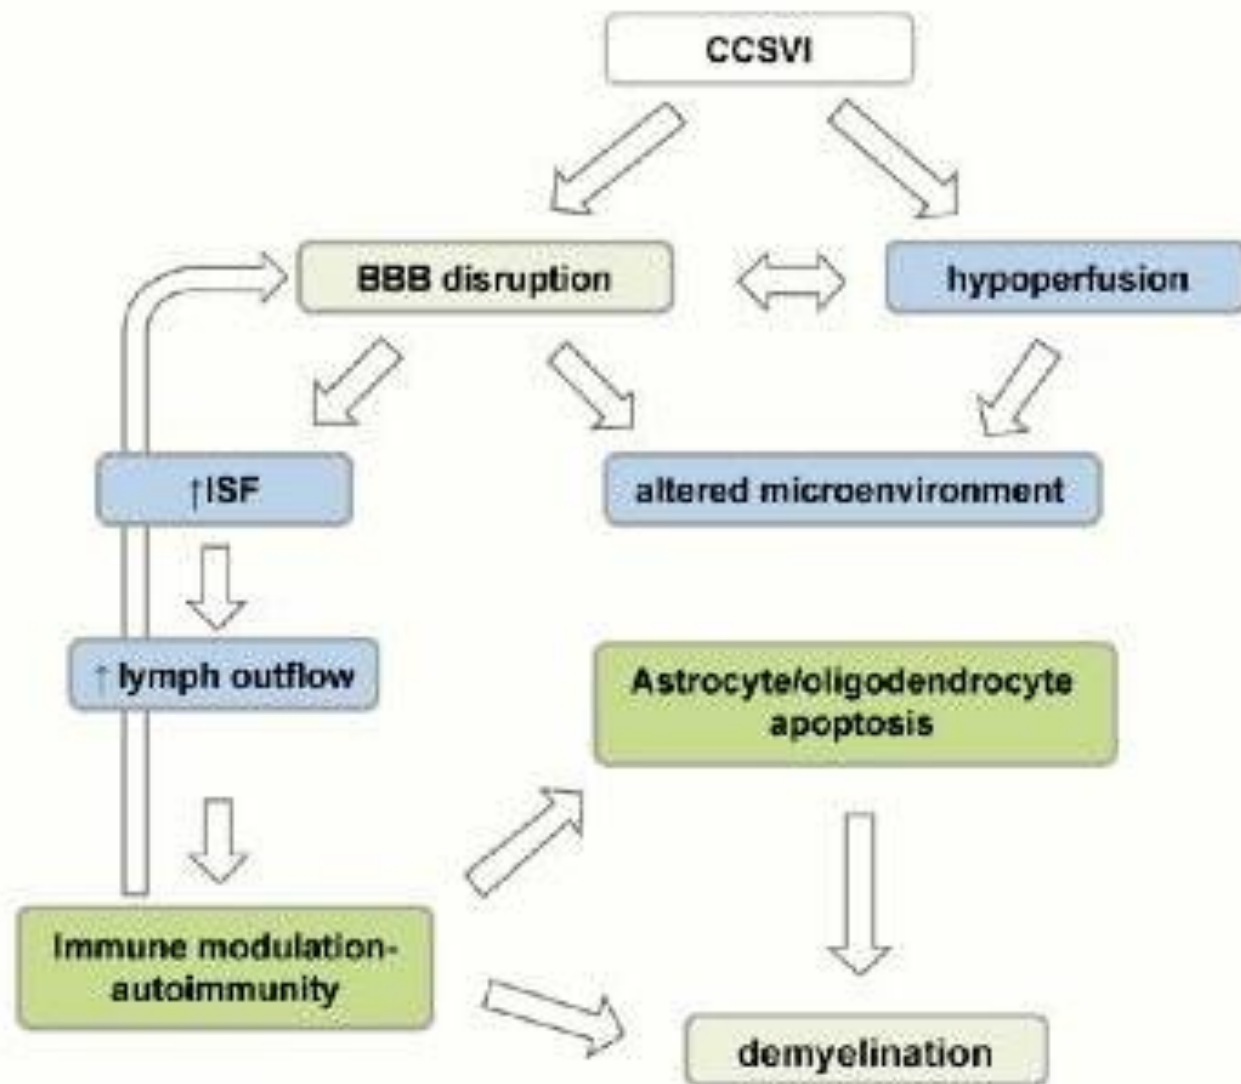 CCSVI
BBB disruption
hypoperfusion
↑ISF
altered microenvironment
↑ lymph outflow
Astrocyte/oligodendrocyte
apoptosis
Immune modulation-
autoimmunity
demyelination